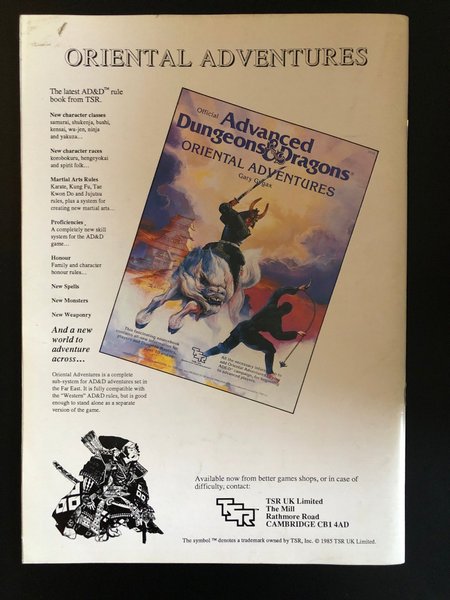 ORIENTAL ADVENTURES
The latest AD&D™ rule
book from TSR.
New character classes
samurai, shukenja, bushi,
kensai, wu-jen, ninja
and yakuza...
New character races
korobokuru, hengeyokai
and spirit folk...
Martial Arts Rules
Karate, Kung Fu, Tae
Kwon Do and Jujutsu
rules, plus a system for
creating new martial arts...
Proficiencies
A completely new skill
system for the AD&D
game...
Honour
Family and character
honour rules...
New Spells
New Monsters
New Weaponry
And a new
world to
adventure
across...
Oriental Adventures is a complete
sub-system for AD&D adventures set in
the Far East. It is fully compatible with
the "Western" AD&D rules, but is good
enough to stand alone as a separate
version of the game.
Official
Advanced
Dungeons & Dragons
ORIENTAL ADVENTURES
Gary Gygax
This fascinating sourcebook
TSR
Available now from better games shops, or in case of
difficulty, contact:
TSR
TSR UK Limited
The Mill
Rathmore Road
CAMBRIDGE CB1 4AD
The symbol ™ denotes a trademark owned by TSR, Inc. © 1985 TSR UK Limited.